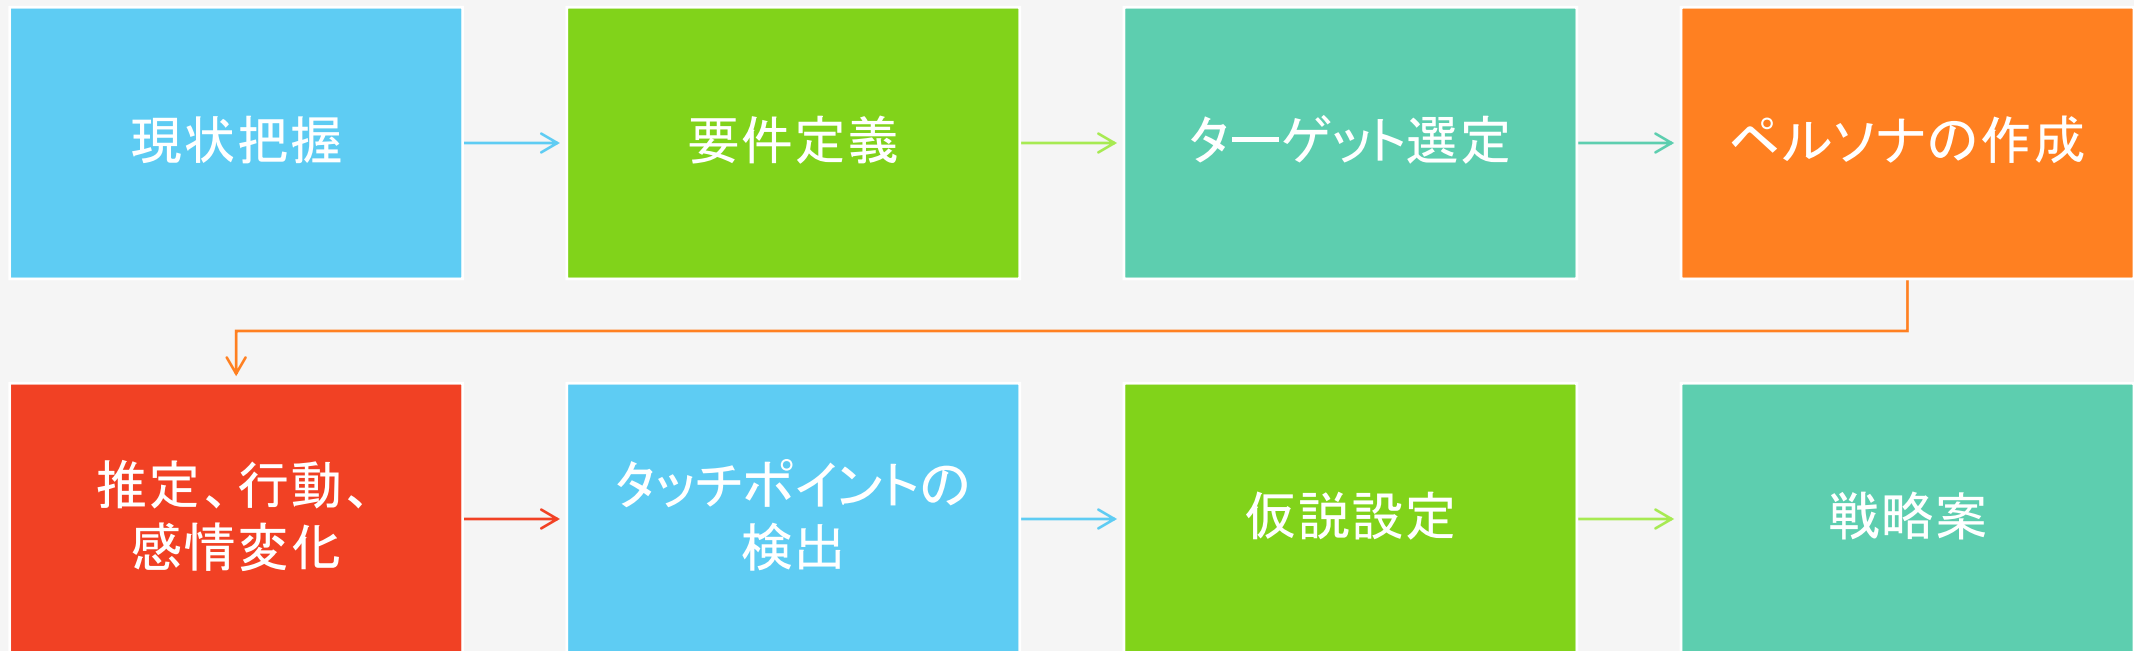 現状把握
要件定義
ターゲット選定
ペルソナの作成
推定、行動、
感情変化
タッチポイントの
検出
仮説設定
戦略案